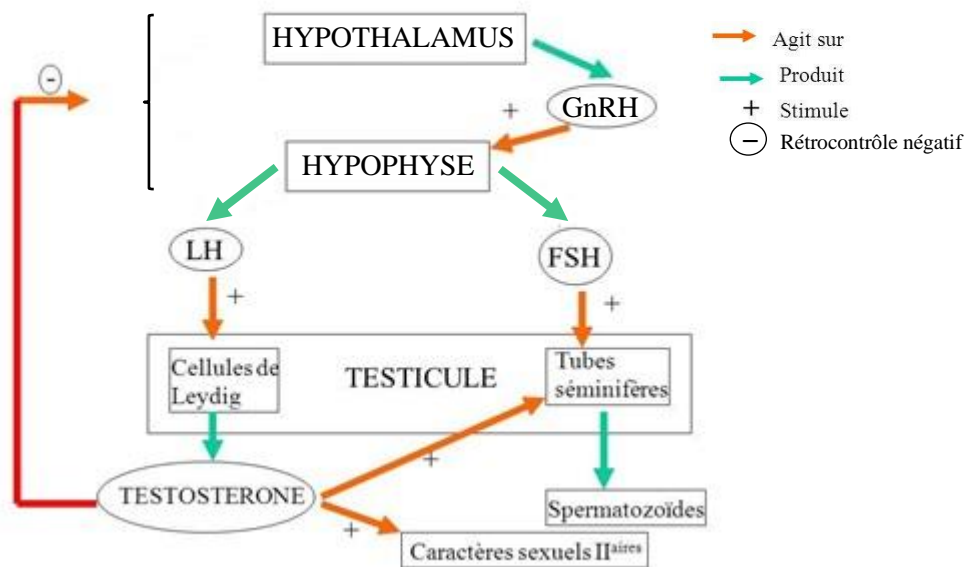 HYPOTHALAMUS
Agit sur
-
Produit
GnRH
+
+ Stimule
- Rétrocontrôle négatif
HYPOPHYSE
LH
FSH
+
+
Cellules de
Leydig
TESTICULE
Tubes
séminifères
+
TESTOSTERONE
Spermatozoïdes
+
Caractères sexuels IIaires